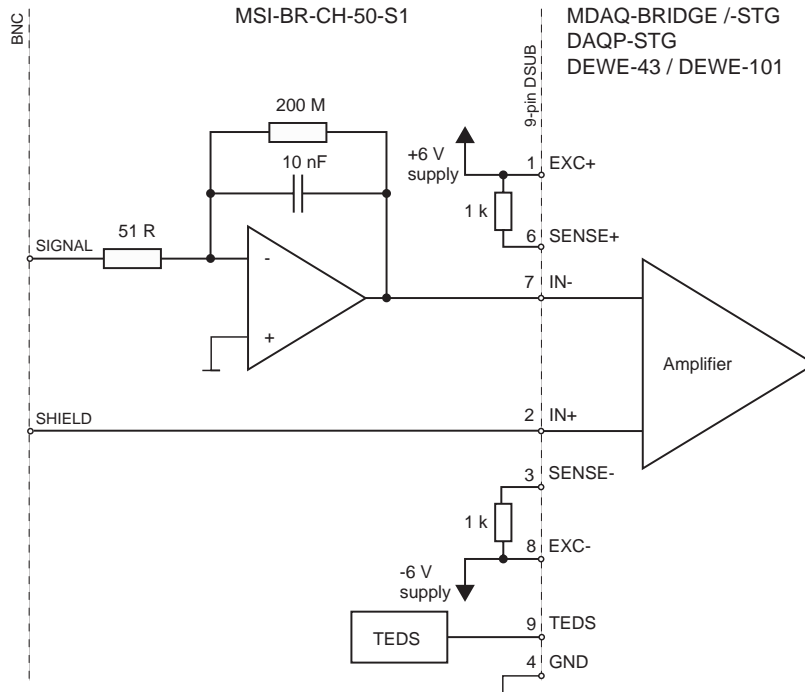 MSI-BR-CH-50-S1
MDAQ-BRIDGE /-STG
DAQP-STG
DEWE-43 / DEWE-101
BNC
9-pin DSUB
200 M
10 nF
+6 V
supply
1 EXC+
1 k
6 SENSE+
51 R
SIGNAL
-
+
7 IN-
Amplifier
SHIELD
2 IN+
3 SENSE-
1 k
8 EXC-
-6 V
supply
TEDS
9 TEDS
4 GND